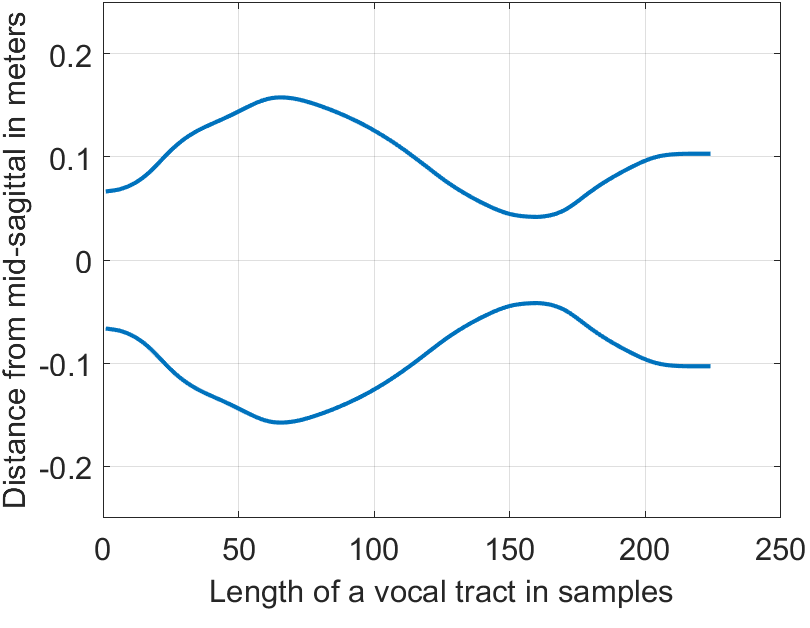 Distance from mid-sagittal in meters
0.2
0.1
0
-0.1
-0.2
0 50 100 150 200 250
Length of a vocal tract in samples